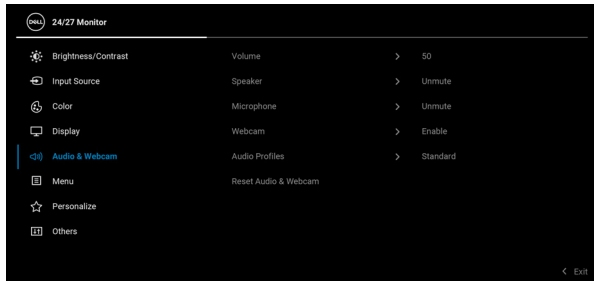 DELL 24/27 Monitor
Brightness/Contrast Volume 50
Input Source Speaker Unmute
Color Microphone Unmute
Display Webcam Enable
Audio & Webcam Audio Profiles Standard
Menu Reset Audio & Webcam
Personalize
Others
Exit